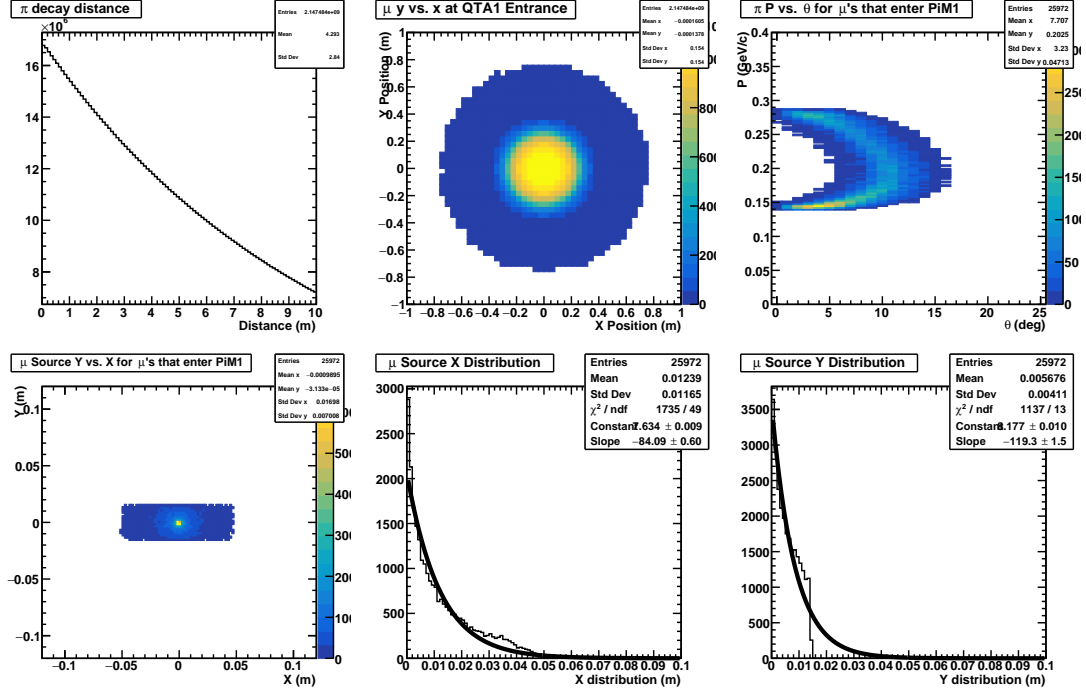 π decay distance
Entries 2.147484e+09
Mean 4.293
Std Dev 2.84
×10⁶
16
14
12
10
8
0 1 2 3 4 5 6 7 8 9 10
Distance (m)
μ y vs. x at QTA1 Entrance
Entries 2.147484e+09
Mean x −0.0001605
Mean y −0.0001378
Std Dev x 0.154
Std Dev y 0.154
Y Position (m)
1
0.8
0.6
0.4
0.2
0
−0.2
−0.4
−0.6
−0.8
−1
−1 −0.8 −0.6 −0.4 −0.2 0 0.2 0.4 0.6 0.8 1
X Position (m)
0
200
400
600
800
π P vs. θ for μ's that enter PiM1
Entries 25972
Mean x 7.707
Mean y 0.2025
Std Dev x 3.23
Std Dev y 0.04713
P (GeV/c)
0.4
0.35
0.3
0.25
0.2
0.15
0.1
0.05
0
0 5 10 15 20 25
θ (deg)
0
50
100
150
200
250
μ Source Y vs. X for μ's that enter PiM1
Entries 25972
Mean x −0.0009895
Mean y −3.133e−05
Std Dev x 0.01698
Std Dev y 0.007008
Y (m)
0.1
0.05
0
−0.05
−0.1
−0.1 −0.05 0 0.05 0.1
X (m)
0
100
200
300
400
500
μ Source X Distribution
Entries 25972
Mean 0.01239
Std Dev 0.01165
χ² / ndf 1735 / 49
Constant 7.634 ± 0.009
Slope −84.09 ± 0.60
3000
2500
2000
1500
1000
500
0
0 0.01 0.02 0.03 0.04 0.05 0.06 0.07 0.08 0.09 0.1
X distribution (m)
μ Source Y Distribution
Entries 25972
Mean 0.005676
Std Dev 0.00411
χ² / ndf 1137 / 13
Constant 8.177 ± 0.010
Slope −119.3 ± 1.5
3500
3000
2500
2000
1500
1000
500
0
0 0.01 0.02 0.03 0.04 0.05 0.06 0.07 0.08 0.09 0.1
Y distribution (m)